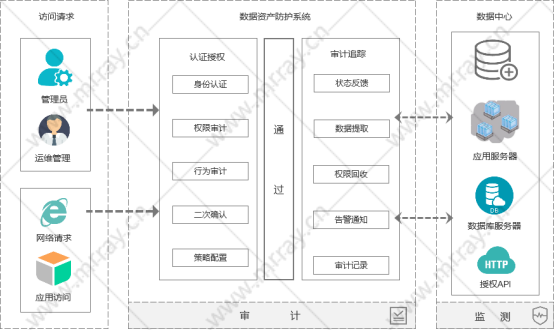 访问请求
管理员
运维管理
网络请求
应用访问
数据资产防护系统
认证授权
身份认证
权限审计
行为审计
二次确认
策略配置
通
过
审计追踪
状态反馈
数据提取
权限回收
告警通知
审计记录
审 计
数据中心
应用服务器
DB
数据库服务器
HTTP
授权API
监 测
www.mrray.cn